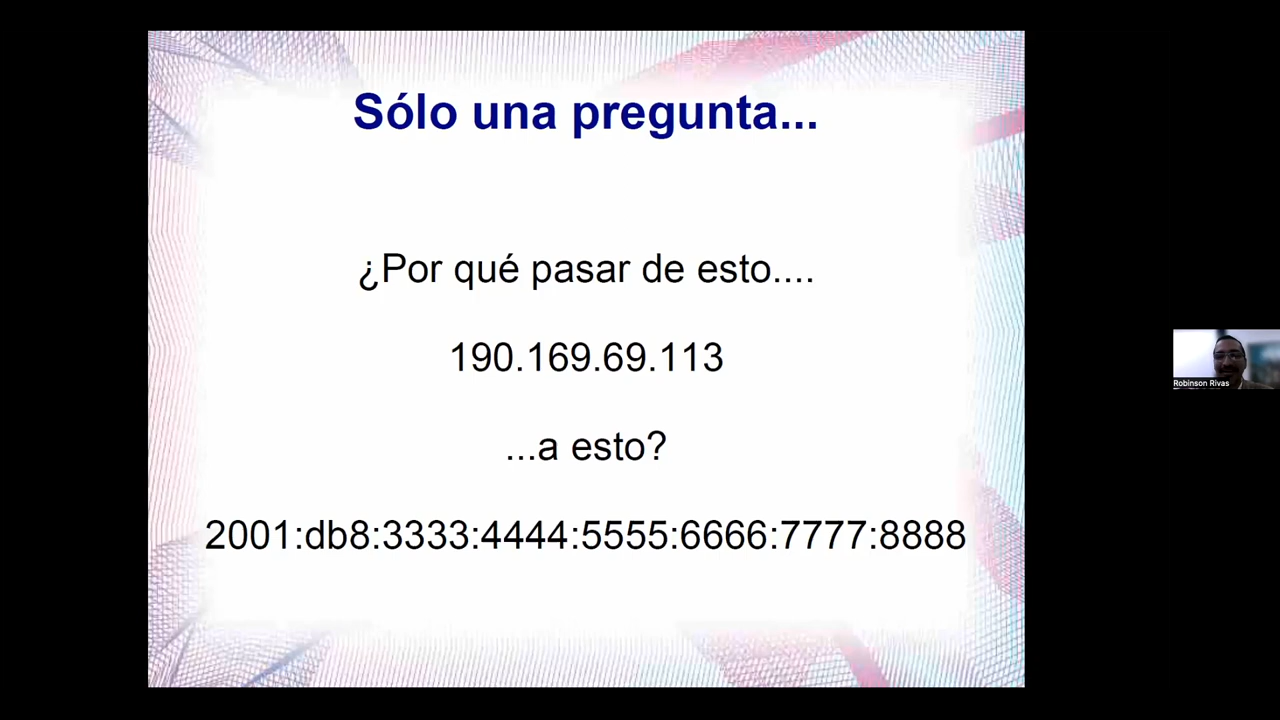 Sólo una pregunta...
¿Por qué pasar de esto....
190.169.69.113
...a esto?
2001:db8:3333:4444:5555:6666:7777:8888
Robinson Rivas